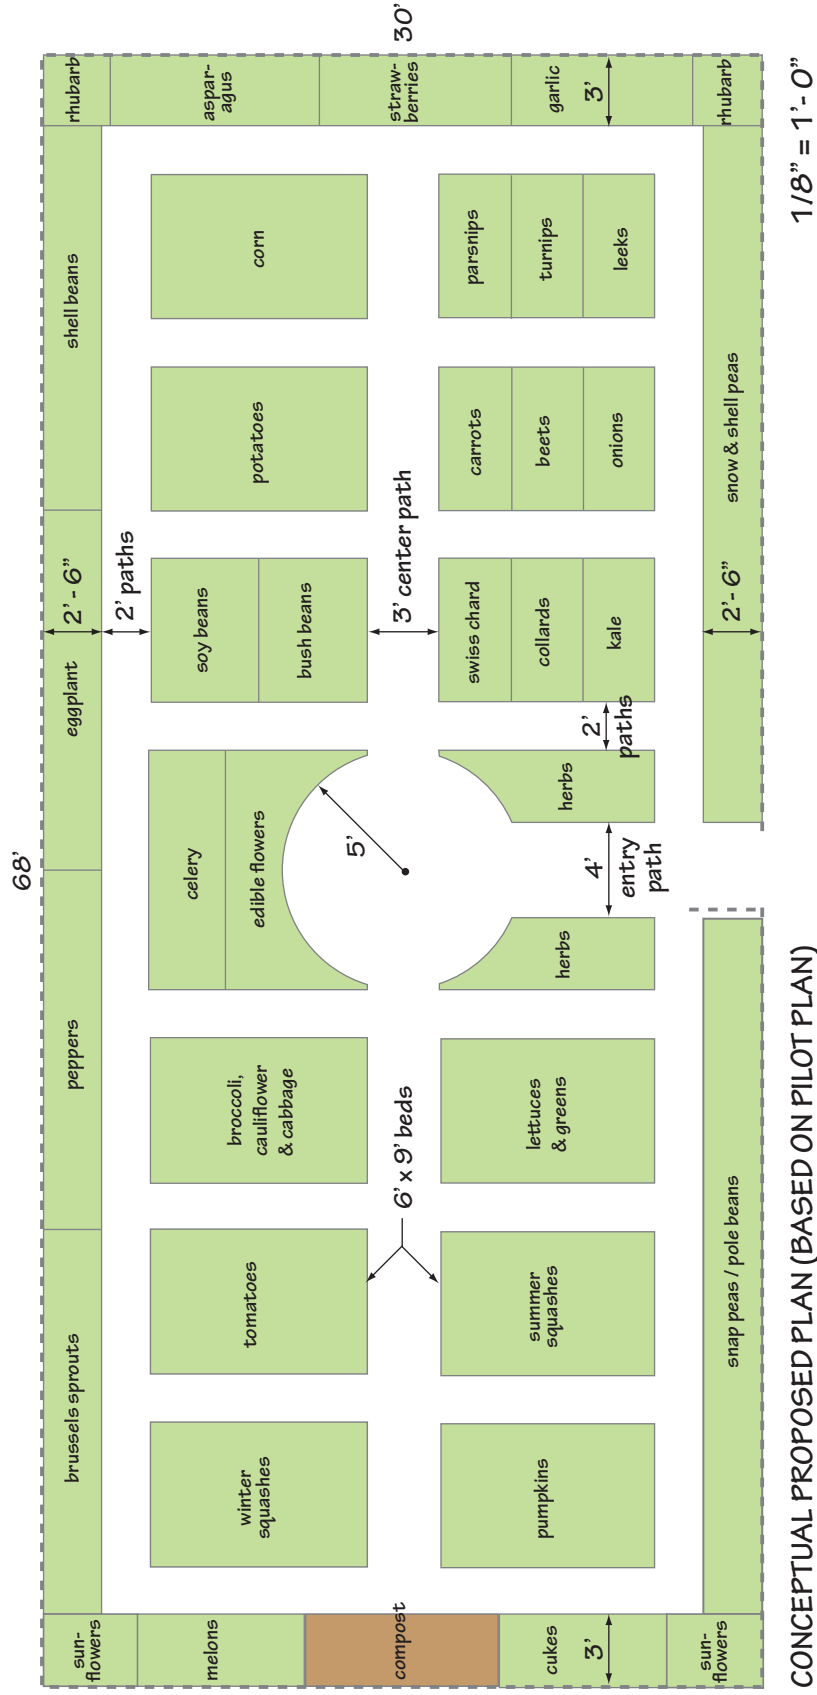 68'
sun-
flowers
brussels sprouts
peppers
eggplant
2' - 6"
shell beans
rhubarb
2' paths
melons
winter
squashes
tomatoes
broccoli,
cauliflower
& cabbage
celery
edible flowers
soy beans
bush beans
potatoes
corn
aspar-
agus
30'
compost
6' x 9' beds
5'
3' center path
straw-
berries
cukes
3'
pumpkins
summer
squashes
lettuces
& greens
herbs
4'
entry
path
herbs
2'
paths
swiss chard
collards
kale
carrots
beets
onions
parsnips
turnips
leeks
garlic
3'
sun-
flowers
snap peas / pole beans
2' - 6"
snow & shell peas
rhubarb
CONCEPTUAL PROPOSED PLAN (BASED ON PILOT PLAN)
1/8" = 1' - 0"